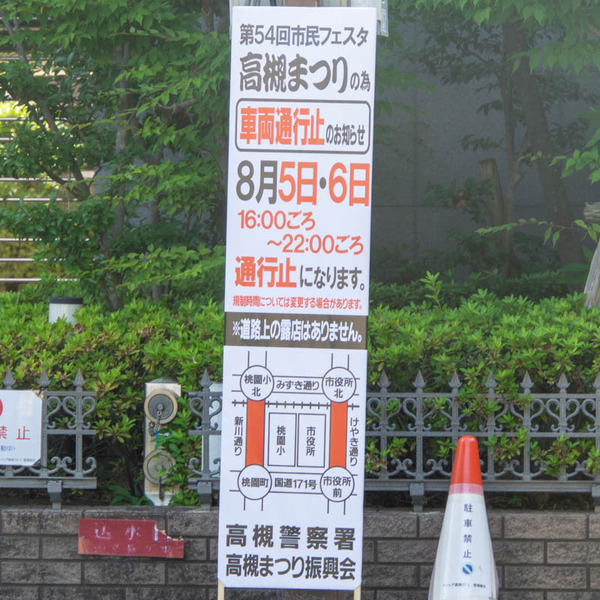 第54回市民フェスタ
高槻まつりの為
車両通行止のお知らせ
8月5日・6日
16:00ごろ
〜22:00ごろ
通行止になります。
規制時間については変更する場合があります。
※道路上の露店はありません。
桃園小北
みずき通り
市役所北
新川通り
桃園小
市役所
けやき通り
桃園町
国道171号
市役所前
高槻警察署
高槻まつり振興会
禁止
駐車禁止